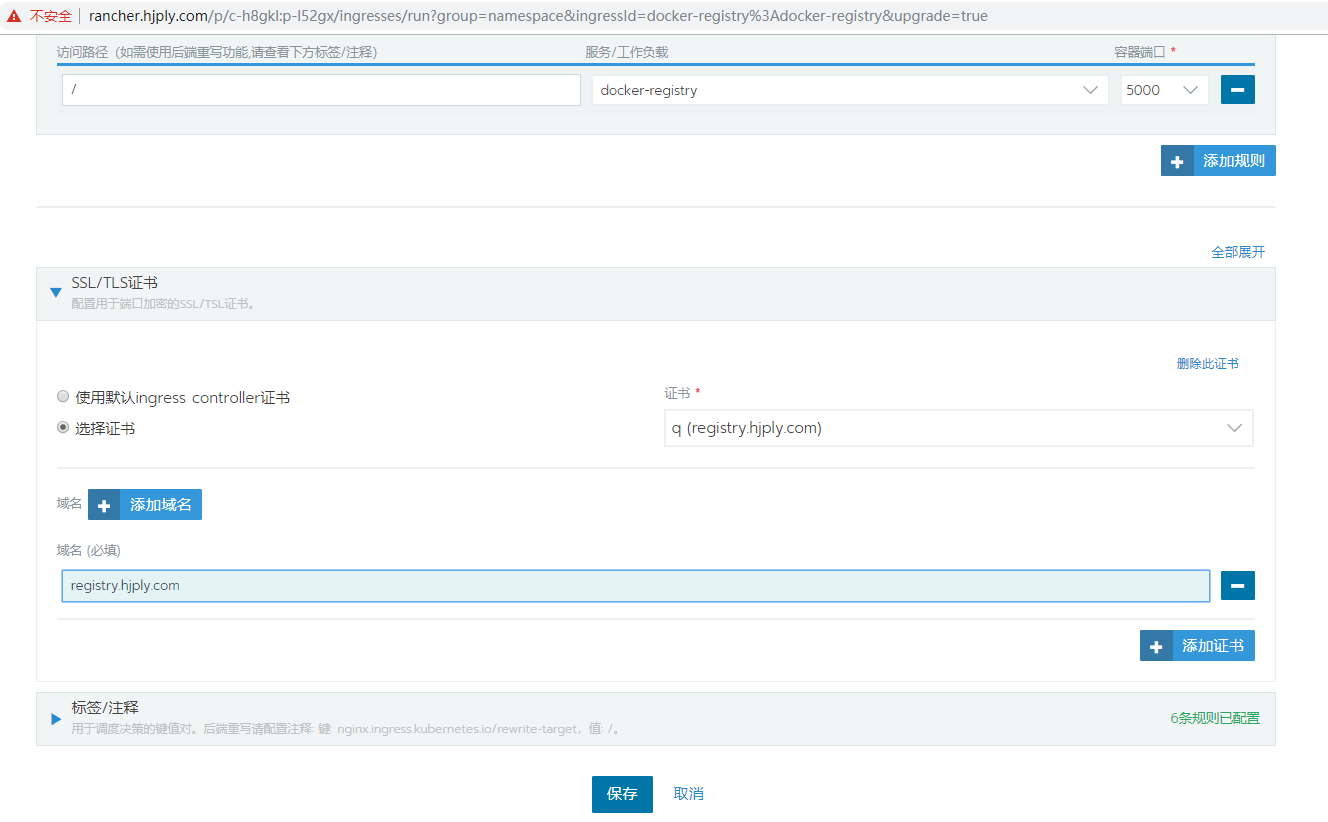 不安全 rancher.hjply.com/p/c-h8gkl:p-l52gx/ingresses/run?group=namespace&ingressId=docker-registry%3Adocker-registry&upgrade=true
访问路径（如需使用后端重写功能,请查看下方标签/注释） 服务/工作负载 容器端口 *
/ docker-registry 5000
添加规则
全部展开
SSL/TLS证书
配置用于端口加密的SSL/TSL证书。
删除此证书
使用默认ingress controller证书 证书 *
选择证书 q (registry.hjply.com)
域名 添加域名
域名 (必填)
registry.hjply.com
添加证书
标签/注释
用于调度决策的键值对。后端重写请配置注释: 键: nginx.ingress.kubernetes.io/rewrite-target，值: /。 6条规则已配置
保存 取消